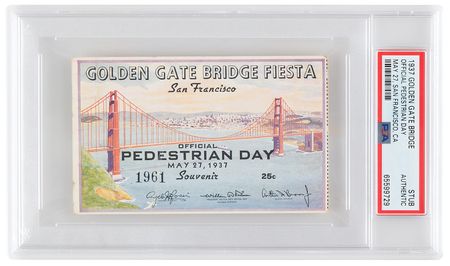 GOLDEN GATE BRIDGE FIESTA
San Francisco
OFFICIAL
PEDESTRIAN DAY
MAY 27, 1937
1961 Souvenir 25c
1937 GOLDEN GATE BRIDGE
OFFICIAL PEDESTRIAN DAY
MAY 27, SAN FRANCISCO, CA
PSA
STUB
AUTHENTIC
65599729